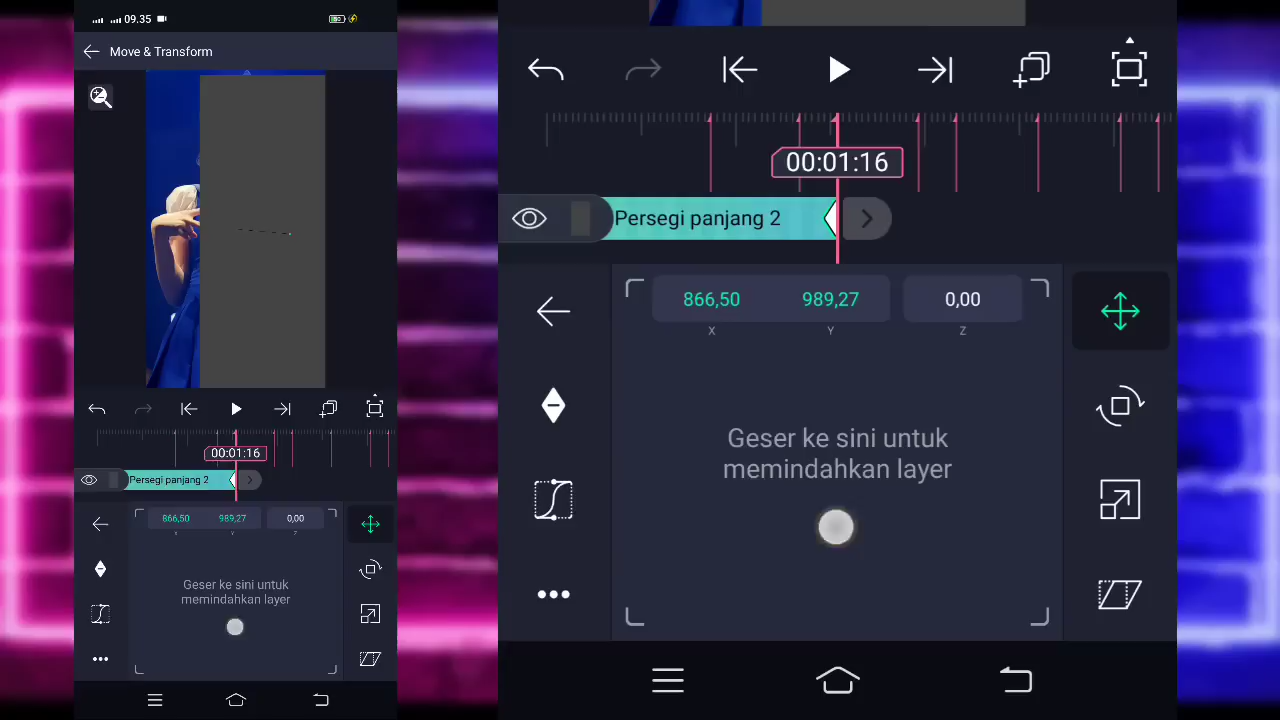 09.35
Move & Transform
00:01:16
Persegi panjang 2
866,50 989,27 0,00
X Y Z
Geser ke sini untuk
memindahkan layer
00:01:16
Persegi panjang 2
866,50 989,27 0,00
X Y Z
Geser ke sini untuk
memindahkan layer